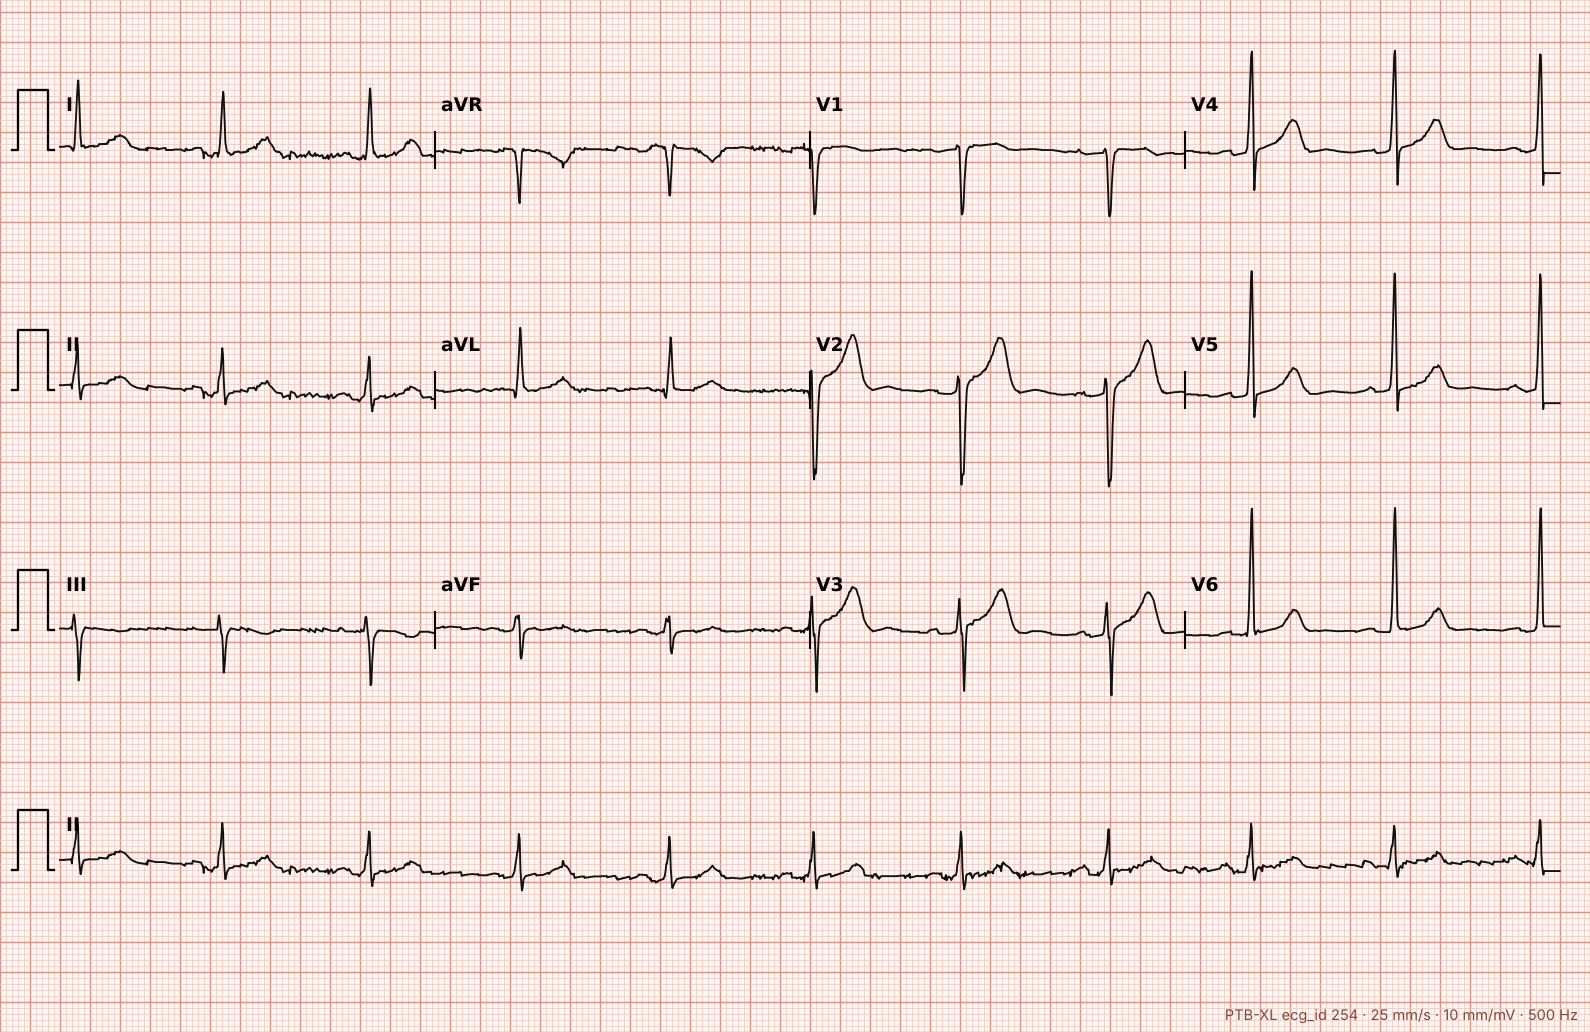 I
aVR
V1
V4
II
aVL
V2
V5
III
aVF
V3
V6
II
PTB-XL ecg_id 254 · 25 mm/s · 10 mm/mV · 500 Hz